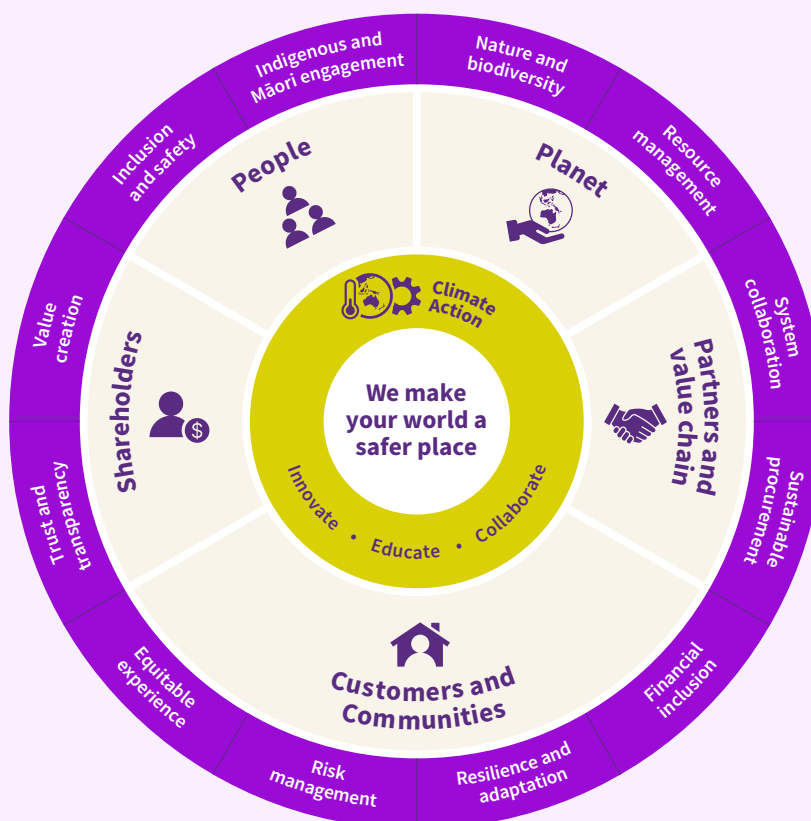 Indigenous and
Māori engagement
Nature and
biodiversity
Resource
management
System
collaboration
Sustainable
procurement
Financial
inclusion
Resilience and
adaptation
Risk
management
Equitable
experience
Trust and
transparency
Value
creation
Inclusion
and safety
People
Planet
Partners and
value chain
Customers and
Communities
Shareholders
$
Climate
Action
We make
your world a
safer place
Innovate • Educate • Collaborate